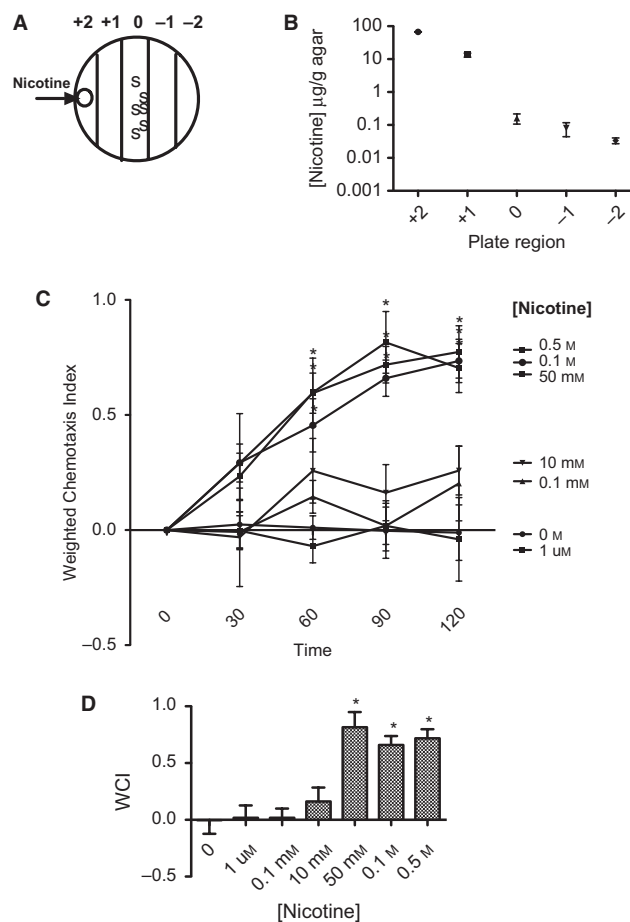 A
+2 +1 0 –1 –2
Nicotine
S
S
S S
S
S
S
B
[Nicotine] μg/g agar
100
10
1
0.1
0.01
0.001
+2
+1
0
–1
–2
Plate region
C
Weighted Chemotaxis Index
1.0
0.5
0.0
–0.5
0
30
60
90
120
Time
*
*
*
*
*
*
*
*
[Nicotine]
0.5 M
0.1 M
50 mM
10 mM
0.1 mM
0 M
1 uM
D
WCI
1.0
0.5
0.0
–0.5
* * *
0
1 uM
0.1 mM
10 mM
50 mM
0.1 M
0.5 M
[Nicotine]